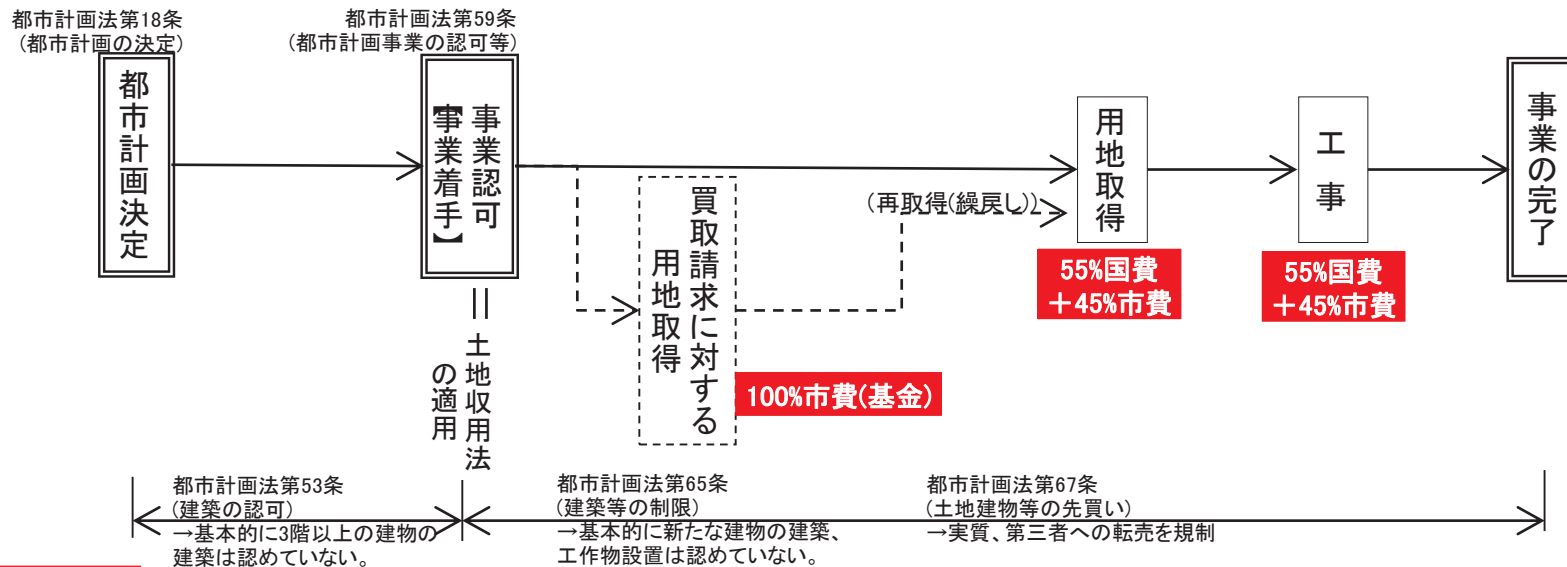 都市計画法第18条
(都市計画の決定)
都市計画法第59条
(都市計画事業の認可等)
都市計画決定
事業認可
【事業着手】
||
土地収用法
の適用
買取請求に対する
用地取得
100%市費(基金)
(再取得(繰戻し))
用地取得
55%国費
＋45%市費
工事
55%国費
＋45%市費
事業の完了
都市計画法第53条
(建築の認可)
→基本的に3階以上の建物の
建築は認めていない。
都市計画法第65条
(建築等の制限)
→基本的に新たな建物の建築、
工作物設置は認めていない。
都市計画法第67条
(土地建物等の先買い)
→実質、第三者への転売を規制